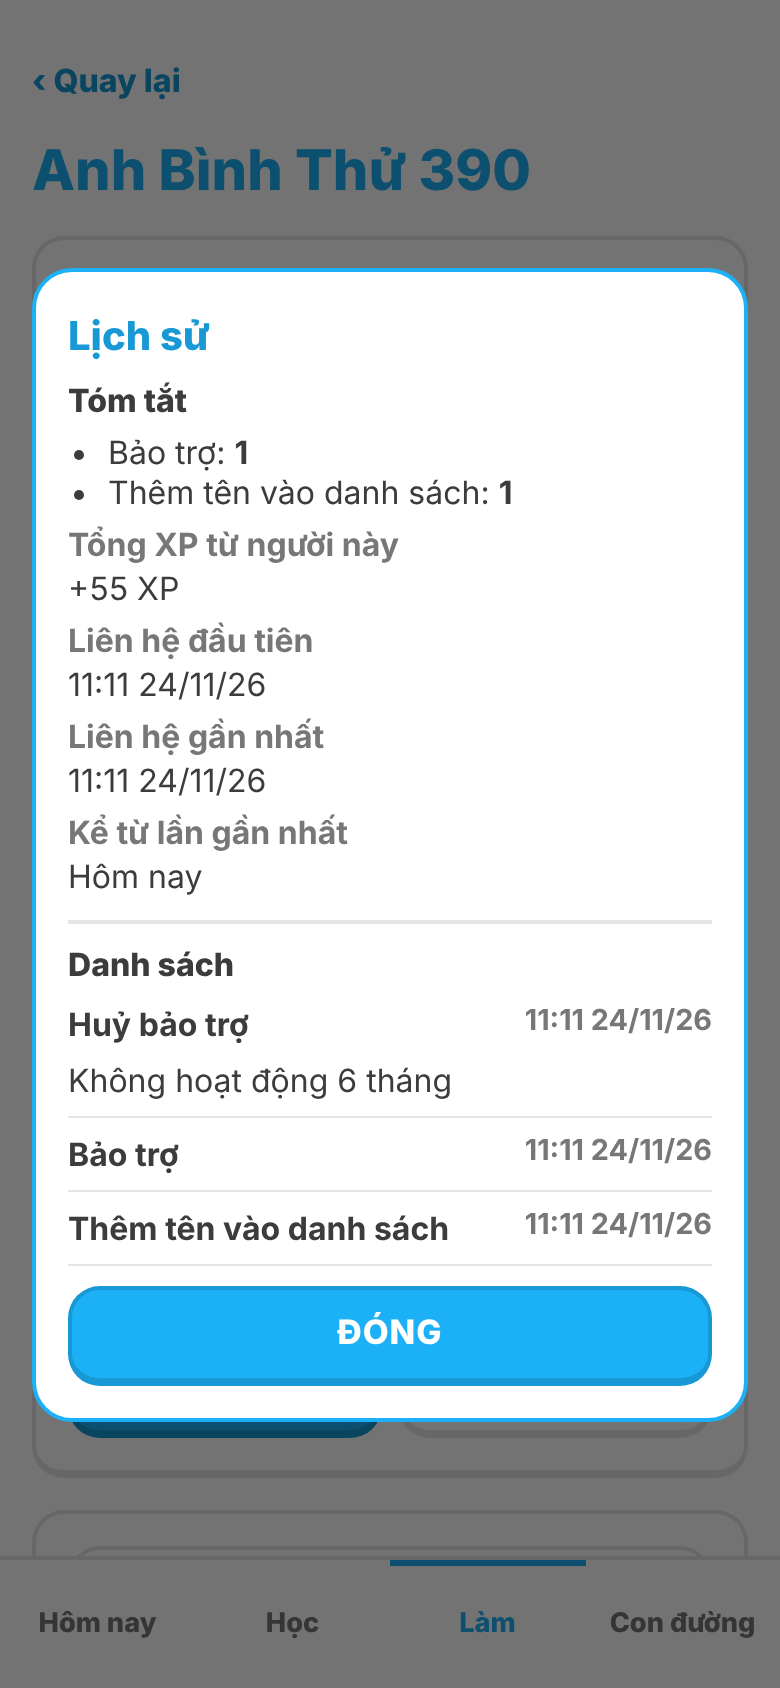 ‹ Quay lại
Anh Bình Thử 390
Lịch sử
Tóm tắt
• Bảo trợ: 1
• Thêm tên vào danh sách: 1
Tổng XP từ người này
+55 XP
Liên hệ đầu tiên
11:11 24/11/26
Liên hệ gần nhất
11:11 24/11/26
Kể từ lần gần nhất
Hôm nay
Danh sách
Huỷ bảo trợ 11:11 24/11/26
Không hoạt động 6 tháng
Bảo trợ 11:11 24/11/26
Thêm tên vào danh sách 11:11 24/11/26
ĐÓNG
Hôm nay Học Làm Con đường